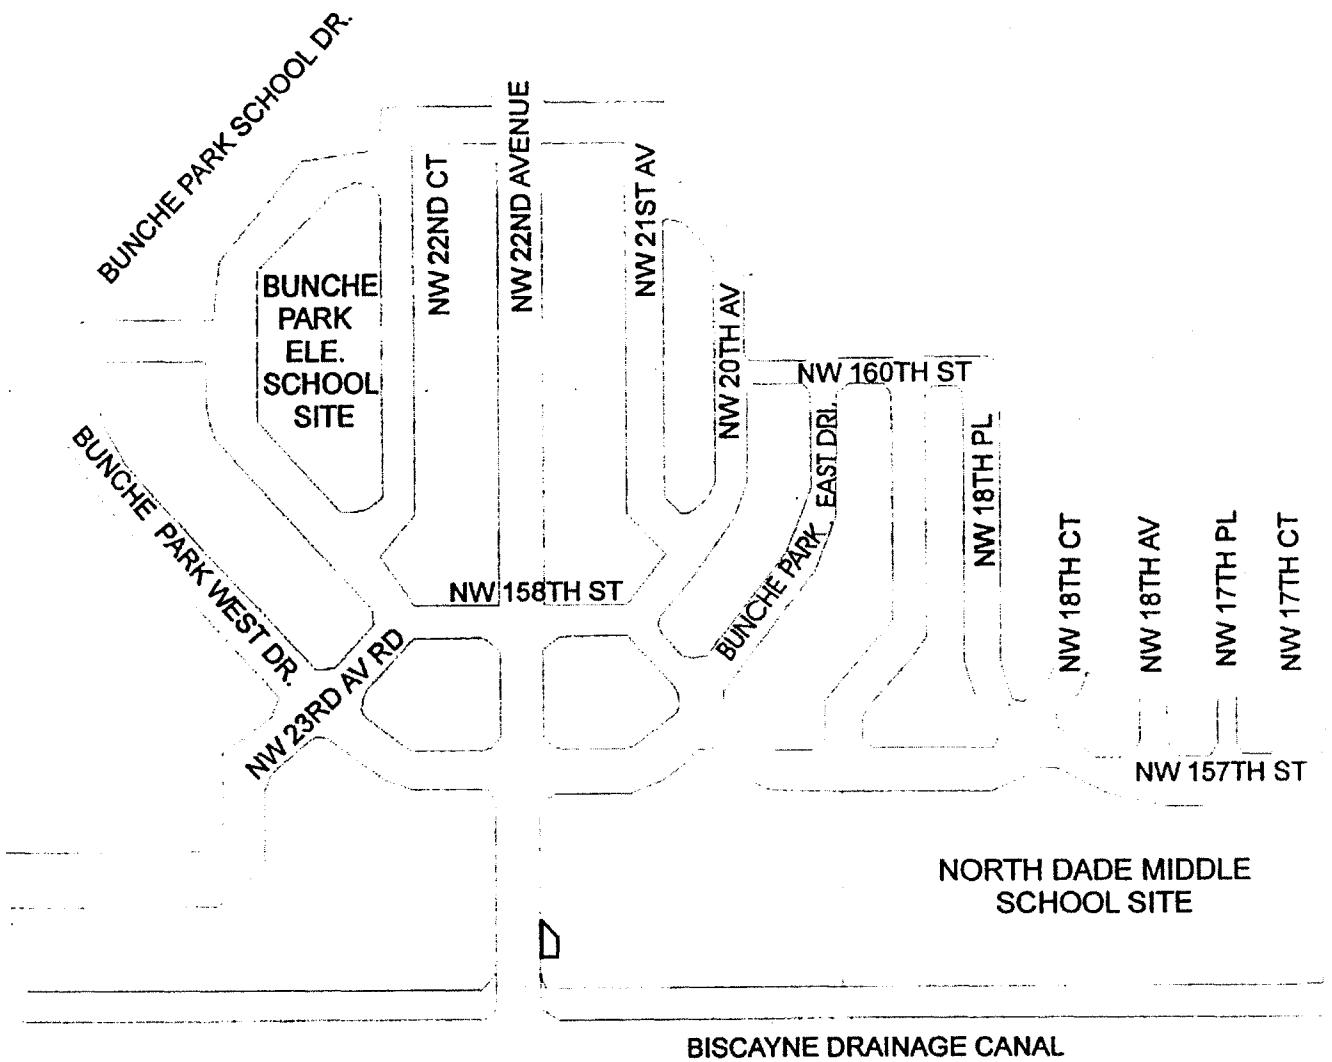 BUNCHE PARK SCHOOL DR.
NW 22ND CT
NW 22ND AVENUE
NW 21ST AV
BUNCHE
PARK
ELE.
SCHOOL
SITE
NW 20TH AV
NW 160TH ST
BUNCHE PARK WEST DR.
BUNCHE PARK EAST DRI.
NW 18TH PL
NW 18TH CT
NW 18TH AV
NW 17TH PL
NW 17TH CT
NW 158TH ST
NW 23RD AV RD
NW 157TH ST
NORTH DADE MIDDLE
SCHOOL SITE
BISCAYNE DRAINAGE CANAL